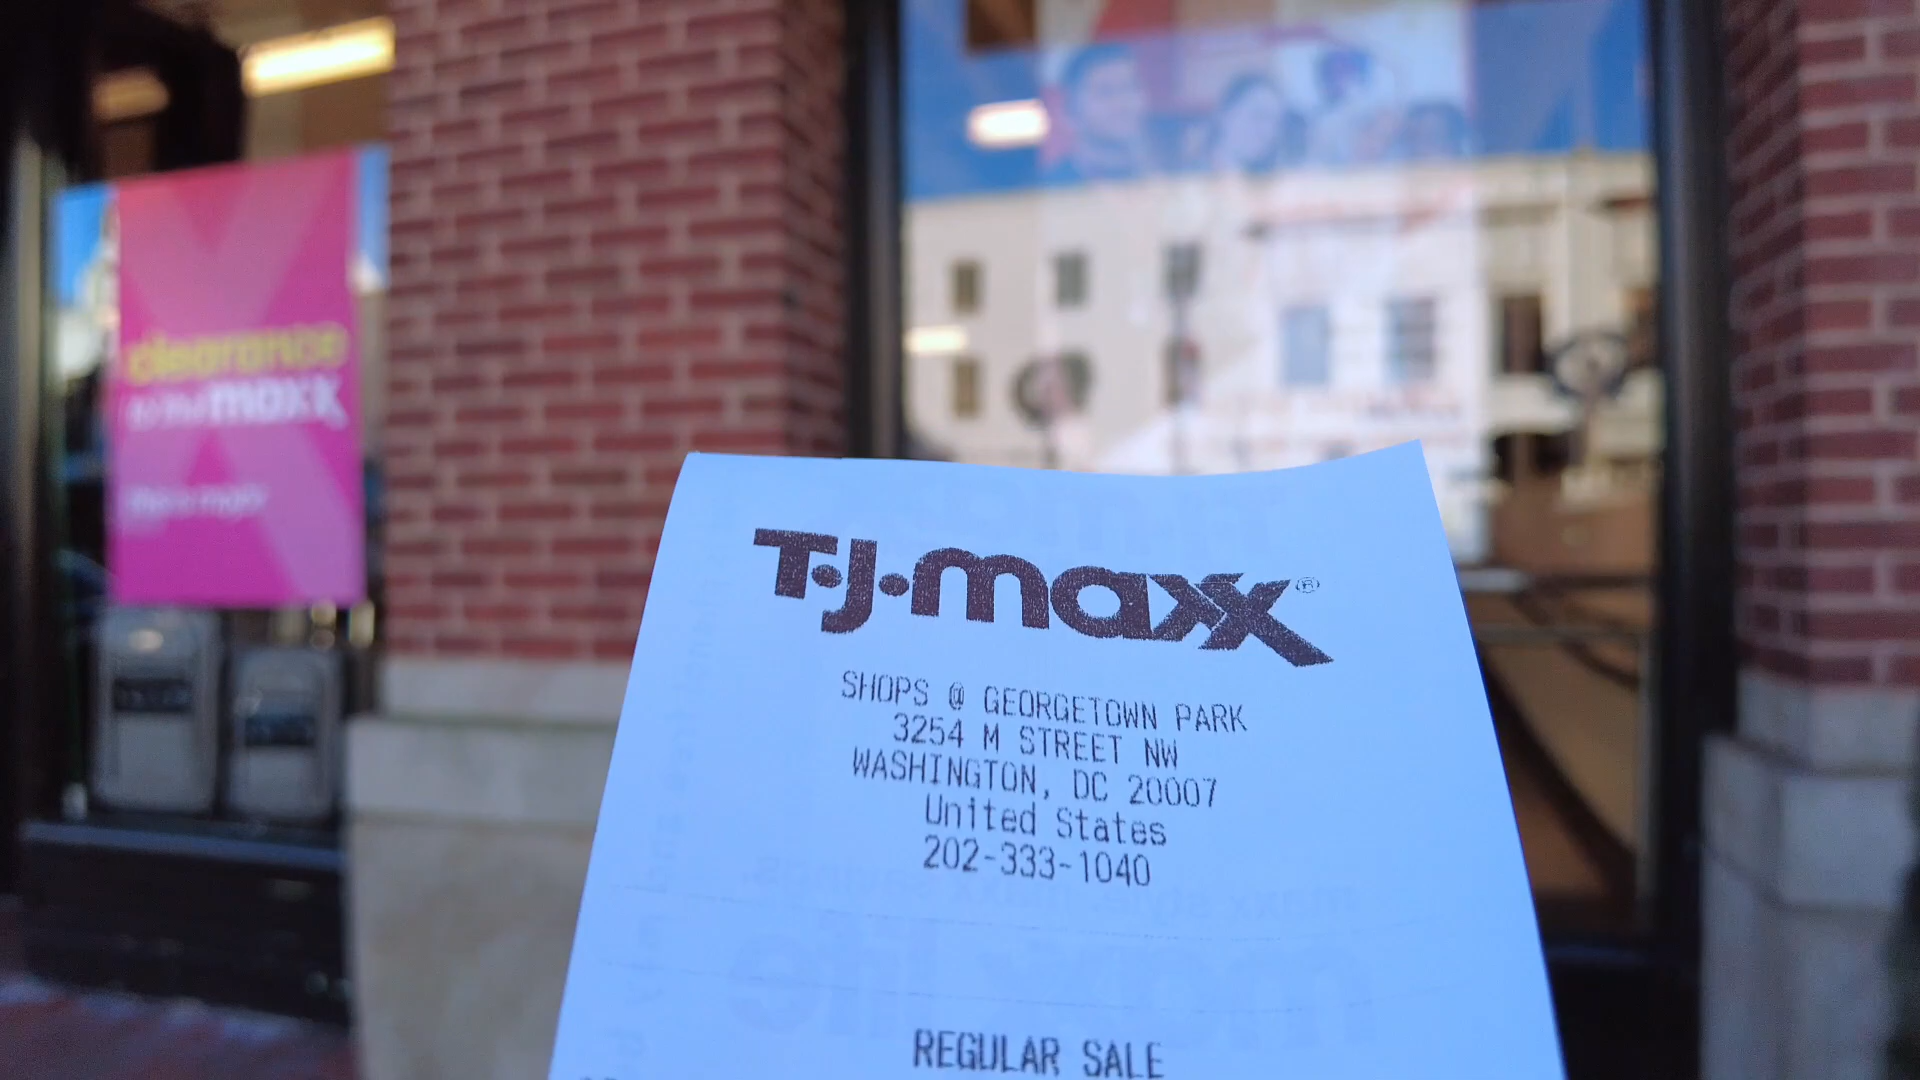 clearance
maxx
T·J·maxx®
SHOPS @ GEORGETOWN PARK
3254 M STREET NW
WASHINGTON, DC 20007
United States
202-333-1040
REGULAR SALE